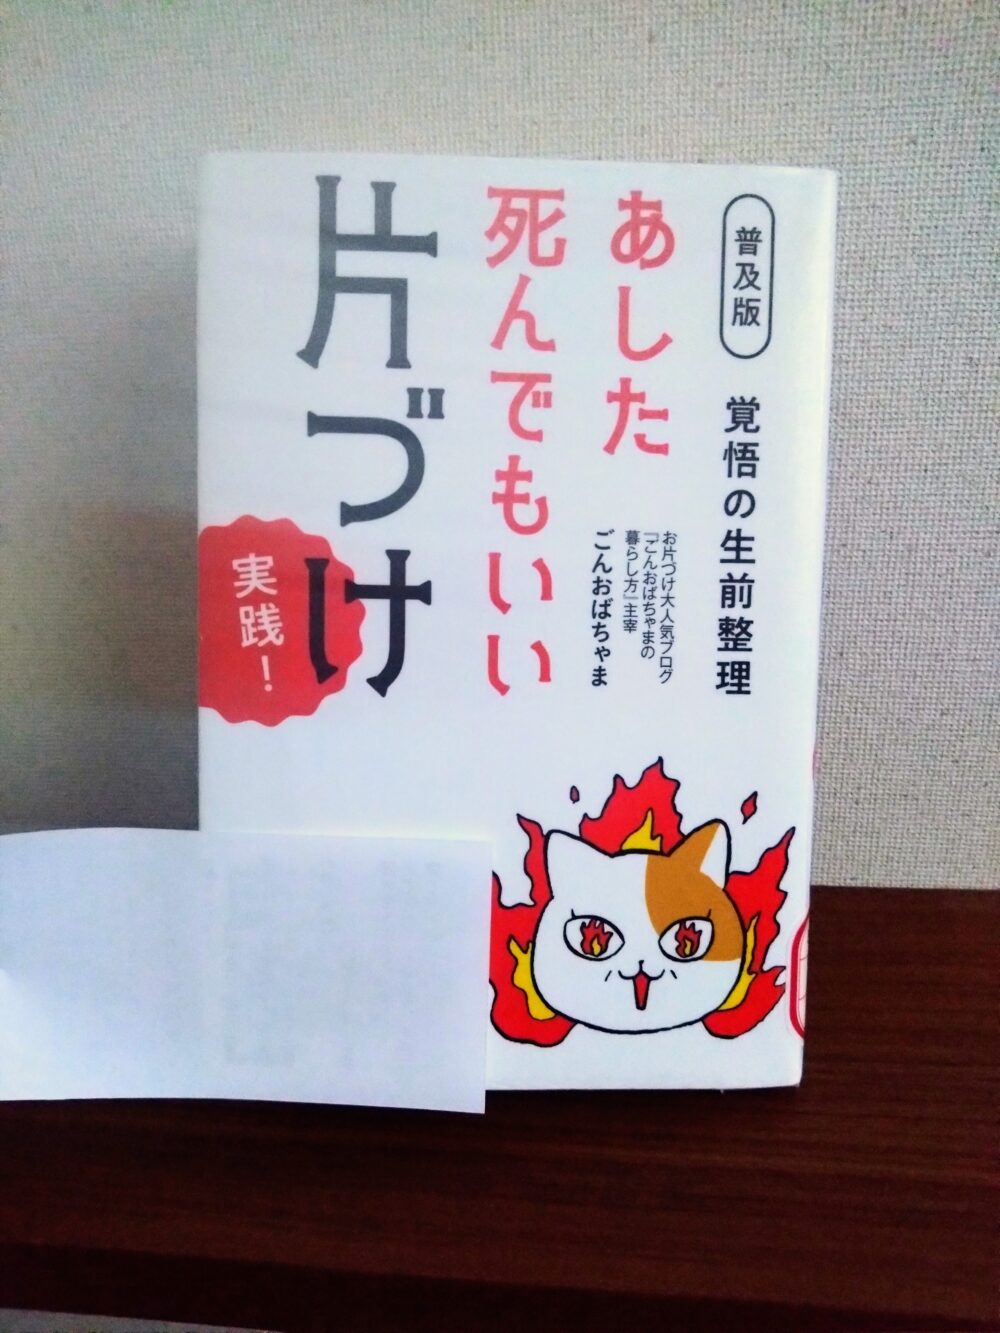 普及版
覚悟の生前整理
あした
死んでもいい
片づけ
実践！
お片づけ大人気ブログ
『ごんおばちゃまの
暮らし方』主宰
ごんおばちゃま